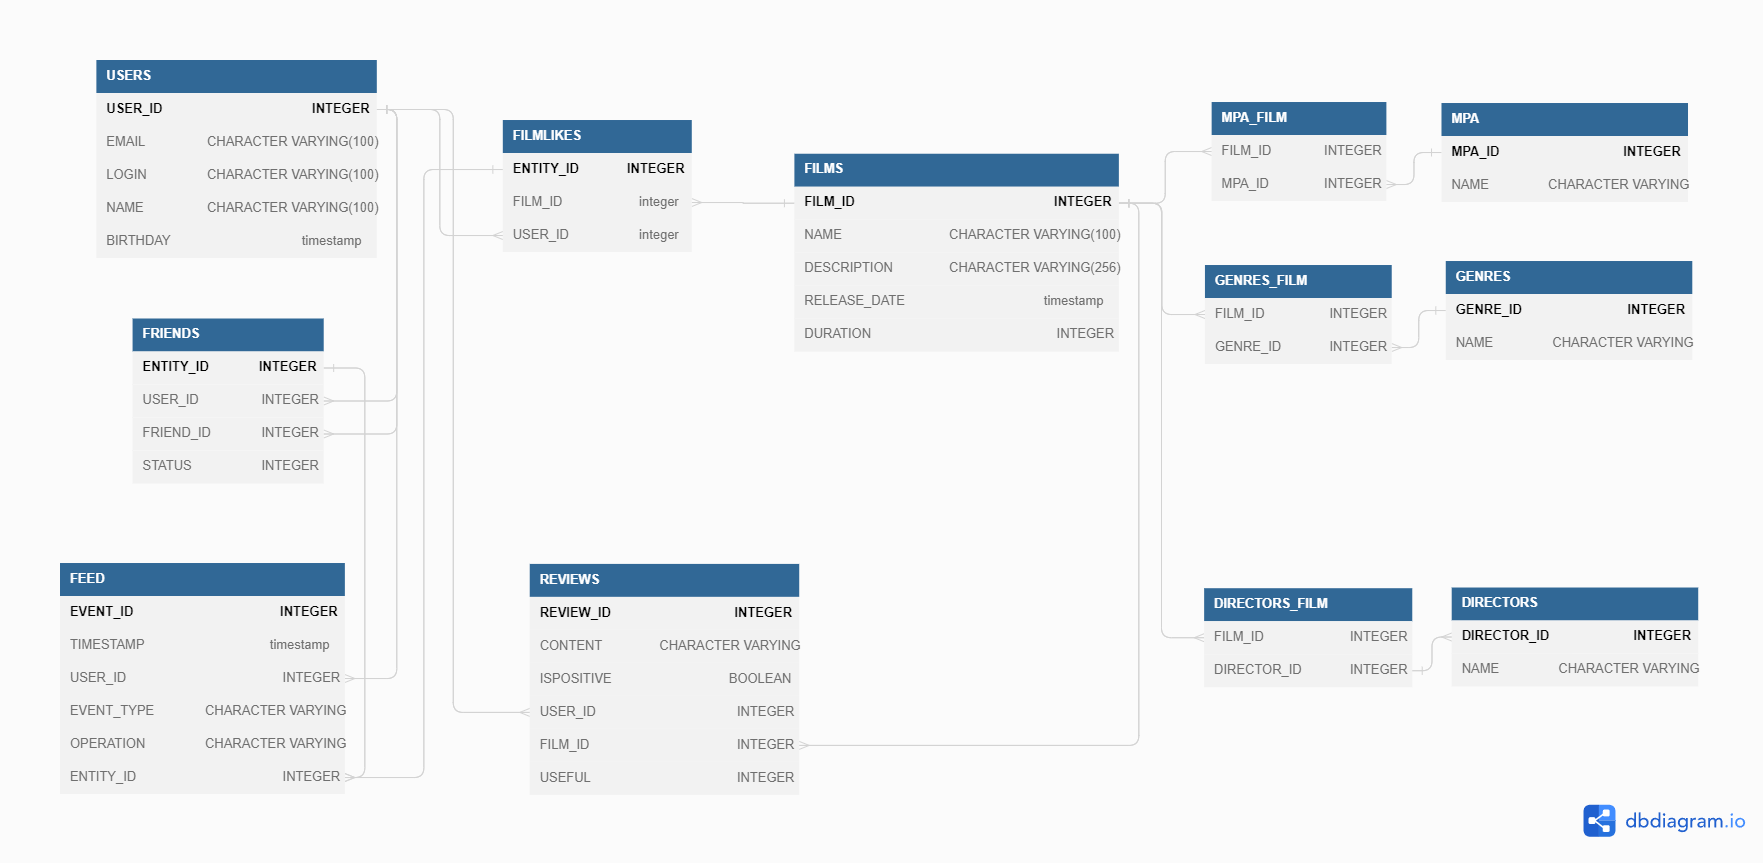 USERS
USER_ID INTEGER
EMAIL CHARACTER VARYING(100)
LOGIN CHARACTER VARYING(100)
NAME CHARACTER VARYING(100)
BIRTHDAY timestamp
FRIENDS
ENTITY_ID INTEGER
USER_ID INTEGER
FRIEND_ID INTEGER
STATUS INTEGER
FEED
EVENT_ID INTEGER
TIMESTAMP timestamp
USER_ID INTEGER
EVENT_TYPE CHARACTER VARYING
OPERATION CHARACTER VARYING
ENTITY_ID INTEGER
FILMLIKES
ENTITY_ID INTEGER
FILM_ID integer
USER_ID integer
REVIEWS
REVIEW_ID INTEGER
CONTENT CHARACTER VARYING
ISPOSITIVE BOOLEAN
USER_ID INTEGER
FILM_ID INTEGER
USEFUL INTEGER
FILMS
FILM_ID INTEGER
NAME CHARACTER VARYING(100)
DESCRIPTION CHARACTER VARYING(256)
RELEASE_DATE timestamp
DURATION INTEGER
MPA_FILM
FILM_ID INTEGER
MPA_ID INTEGER
MPA
MPA_ID INTEGER
NAME CHARACTER VARYING
GENRES_FILM
FILM_ID INTEGER
GENRE_ID INTEGER
GENRES
GENRE_ID INTEGER
NAME CHARACTER VARYING
DIRECTORS_FILM
FILM_ID INTEGER
DIRECTOR_ID INTEGER
DIRECTORS
DIRECTOR_ID INTEGER
NAME CHARACTER VARYING
dbdiagram.io